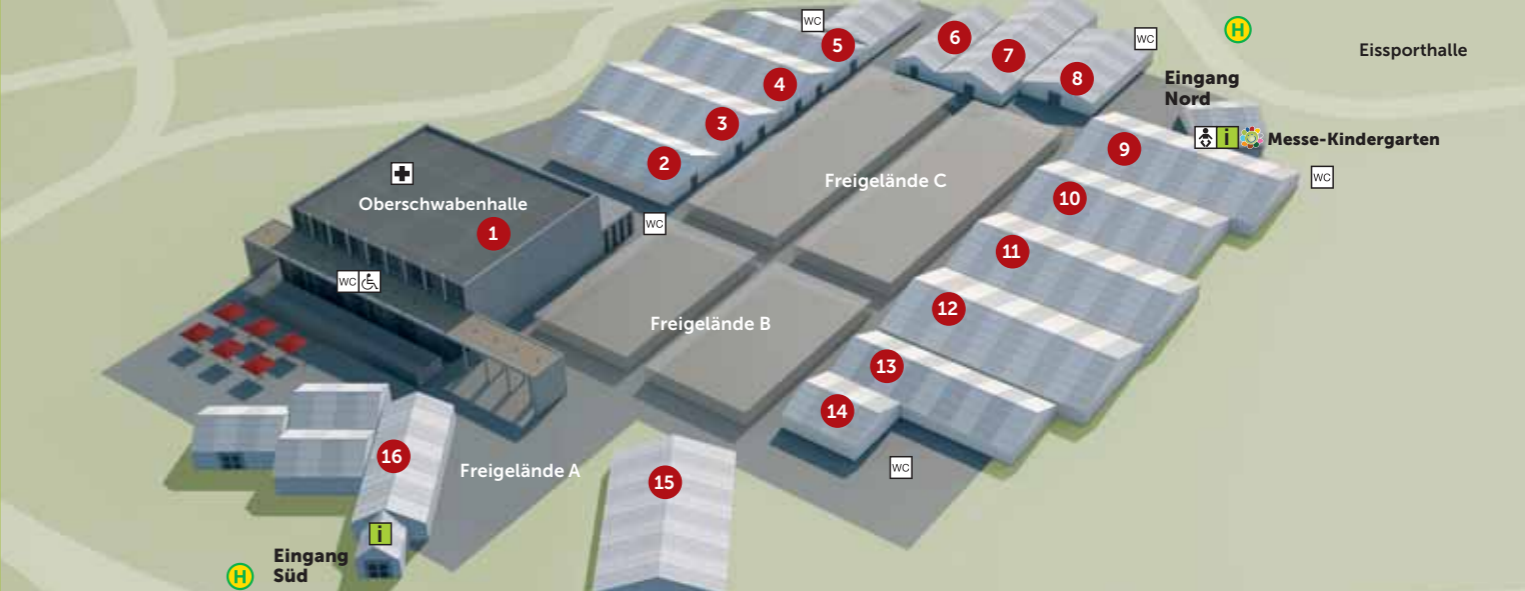 WC
5
6
7
WC
H
Eissporthalle
4
8
Eingang
Nord
3
9
i
Messe-Kindergarten
2
WC
Freigelände C
10
Oberschwabenhalle
1
WC
11
WC
12
Freigelände B
13
14
16
Freigelände A
15
WC
i
Eingang
Süd
H